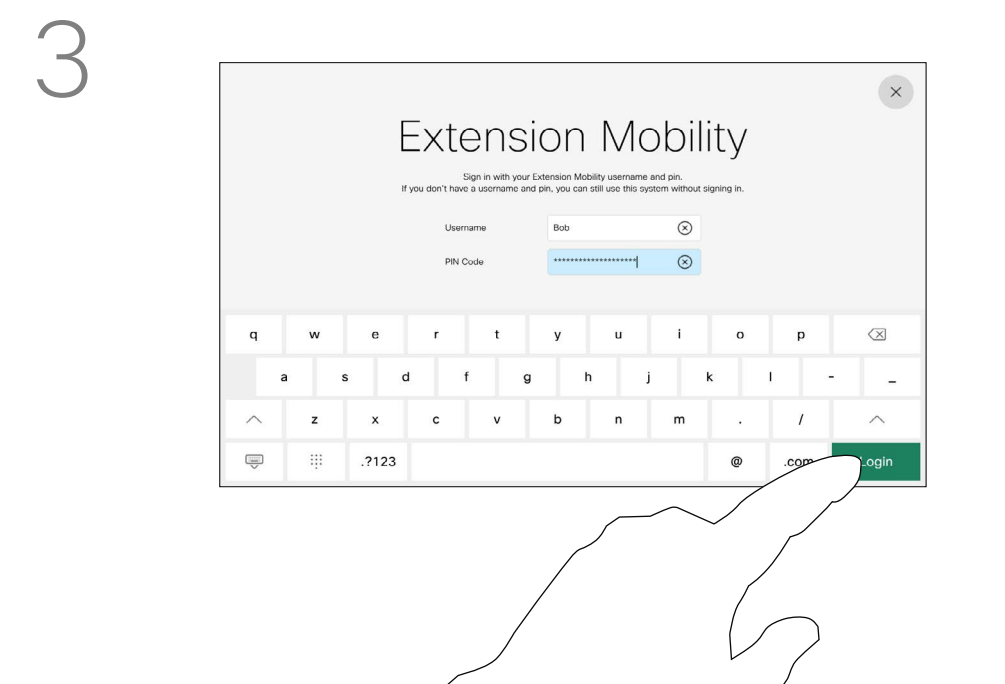 3
Extension Mobility
Sign in with your Extension Mobility username and pin.
If you don't have a username and pin, you can still use this system without signing in.
Username Bob
PIN Code ********************
q w e r t y u i o p
a s d f g h j k l - _
z x c v b n m . /
.?123 @ .com Login